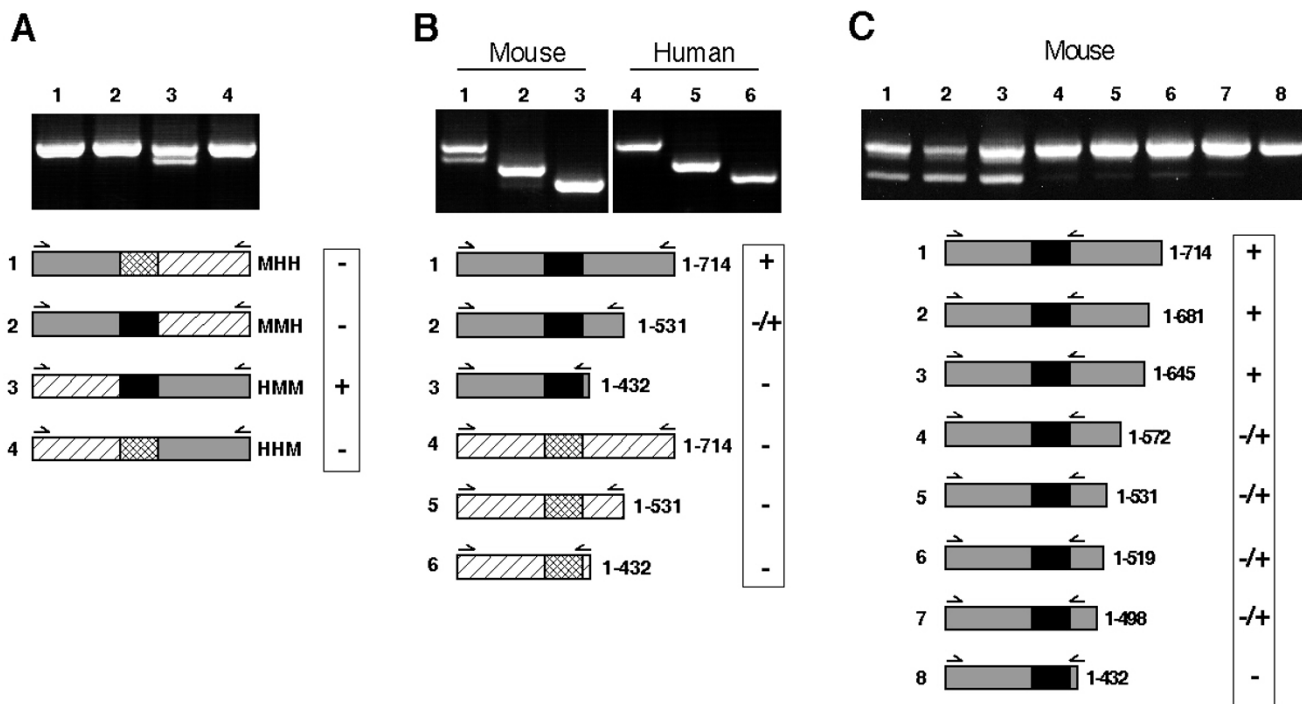 A
1 2 3 4
1 MHH -
2 MMH -
3 HMM +
4 HHM -
B
Mouse Human
1 2 3 4 5 6
1 1-714 +
2 1-531 -/+
3 1-432 -
4 1-714 -
5 1-531 -
6 1-432 -
C
Mouse
1 2 3 4 5 6 7 8
1 1-714 +
2 1-681 +
3 1-645 +
4 1-572 -/+
5 1-531 -/+
6 1-519 -/+
7 1-498 -/+
8 1-432 -